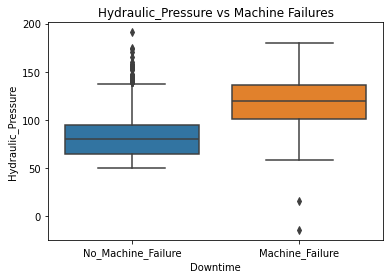 Hydraulic_Pressure vs Machine Failures
200
150
100
50
0
Hydraulic_Pressure
No_Machine_Failure
Machine_Failure
Downtime